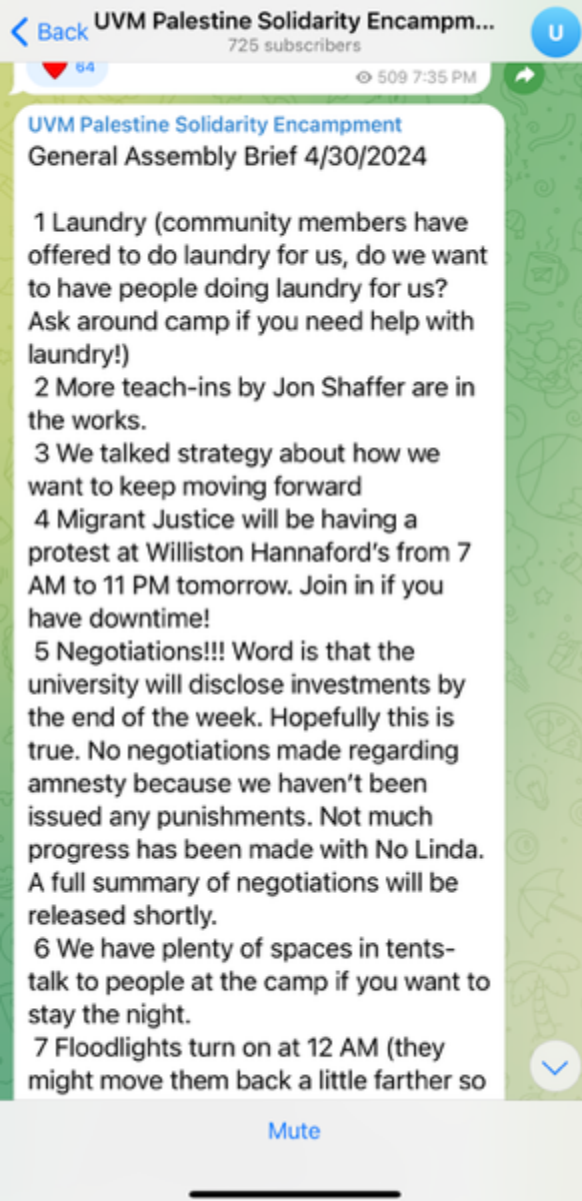 Back UVM Palestine Solidarity Encampm... U
725 subscribers
64 509 7:35 PM
UVM Palestine Solidarity Encampment
General Assembly Brief 4/30/2024
1 Laundry (community members have
offered to do laundry for us, do we want
to have people doing laundry for us?
Ask around camp if you need help with
laundry!)
2 More teach-ins by Jon Shaffer are in
the works.
3 We talked strategy about how we
want to keep moving forward
4 Migrant Justice will be having a
protest at Williston Hannaford's from 7
AM to 11 PM tomorrow. Join in if you
have downtime!
5 Negotiations!!! Word is that the
university will disclose investments by
the end of the week. Hopefully this is
true. No negotiations made regarding
amnesty because we haven't been
issued any punishments. Not much
progress has been made with No Linda.
A full summary of negotiations will be
released shortly.
6 We have plenty of spaces in tents-
talk to people at the camp if you want to
stay the night.
7 Floodlights turn on at 12 AM (they
might move them back a little farther so
Mute